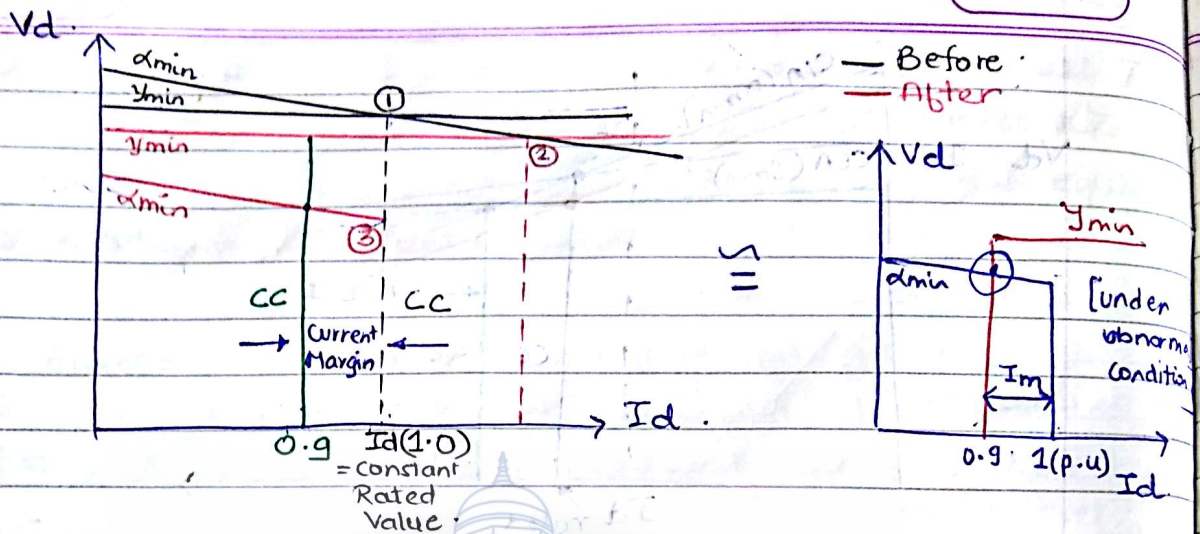 Vd.
αmin
γmin
①
— Before
— After
γmin
②
αmin
③
CC
CC
Current
Margin
0.9
Id(1.0)
= constant
Rated
Value.
Id.
≌
Vd
γmin
αmin
[under
abnorm
condition
Im
0.9
1(p.u)
Id